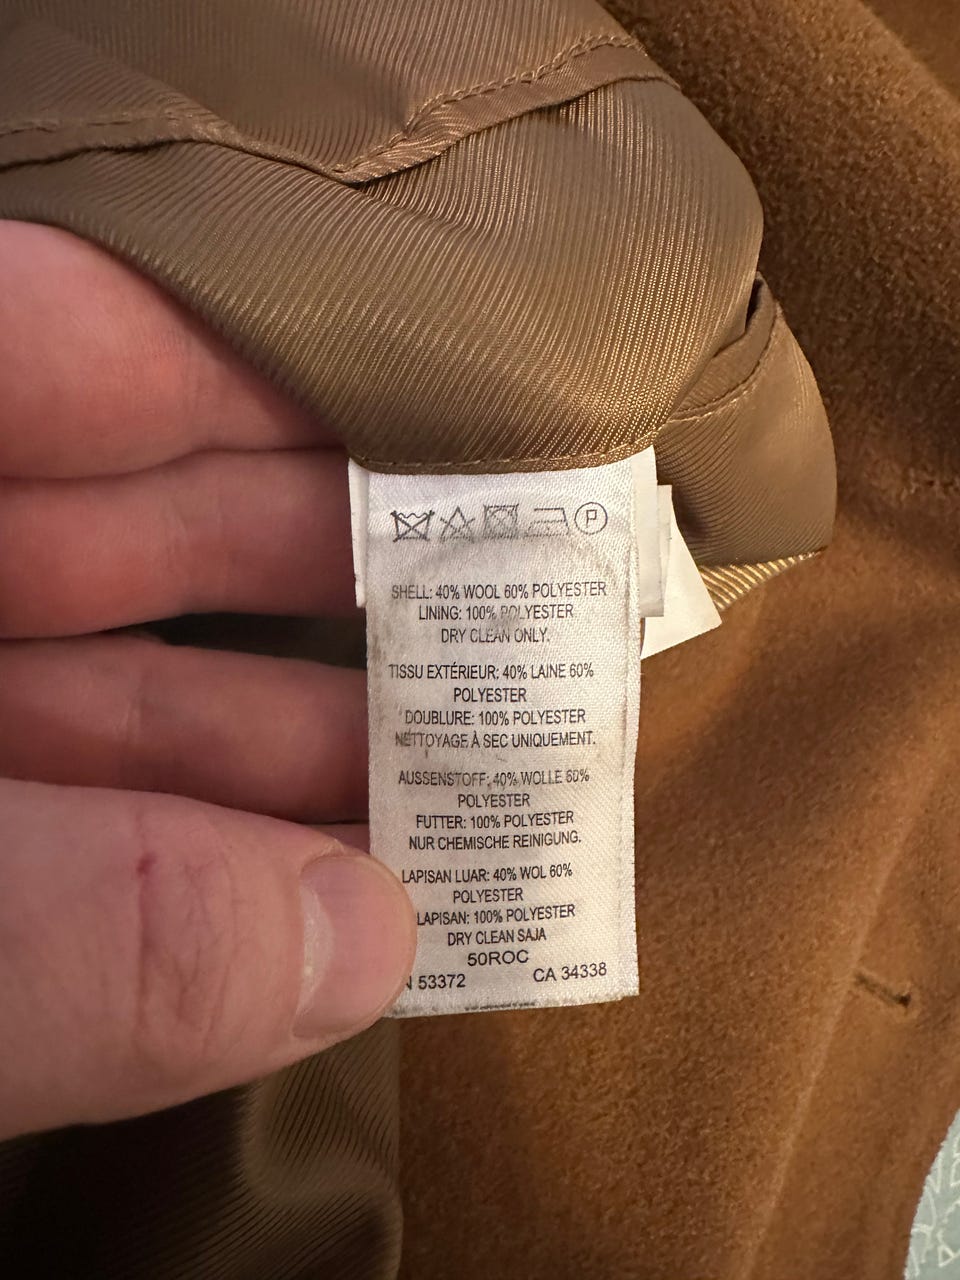 P
SHELL: 40% WOOL 60% POLYESTER
LINING: 100% POLYESTER
DRY CLEAN ONLY.
TISSU EXTÉRIEUR: 40% LAINE 60%
POLYESTER
DOUBLURE: 100% POLYESTER
NETTOYAGE À SEC UNIQUEMENT.
AUSSENSTOFF: 40% WOLLE 60%
POLYESTER
FUTTER: 100% POLYESTER
NUR CHEMISCHE REINIGUNG.
LAPISAN LUAR: 40% WOL 60%
POLYESTER
LAPISAN: 100% POLYESTER
DRY CLEAN SAJA
50ROC
53372 CA 34338